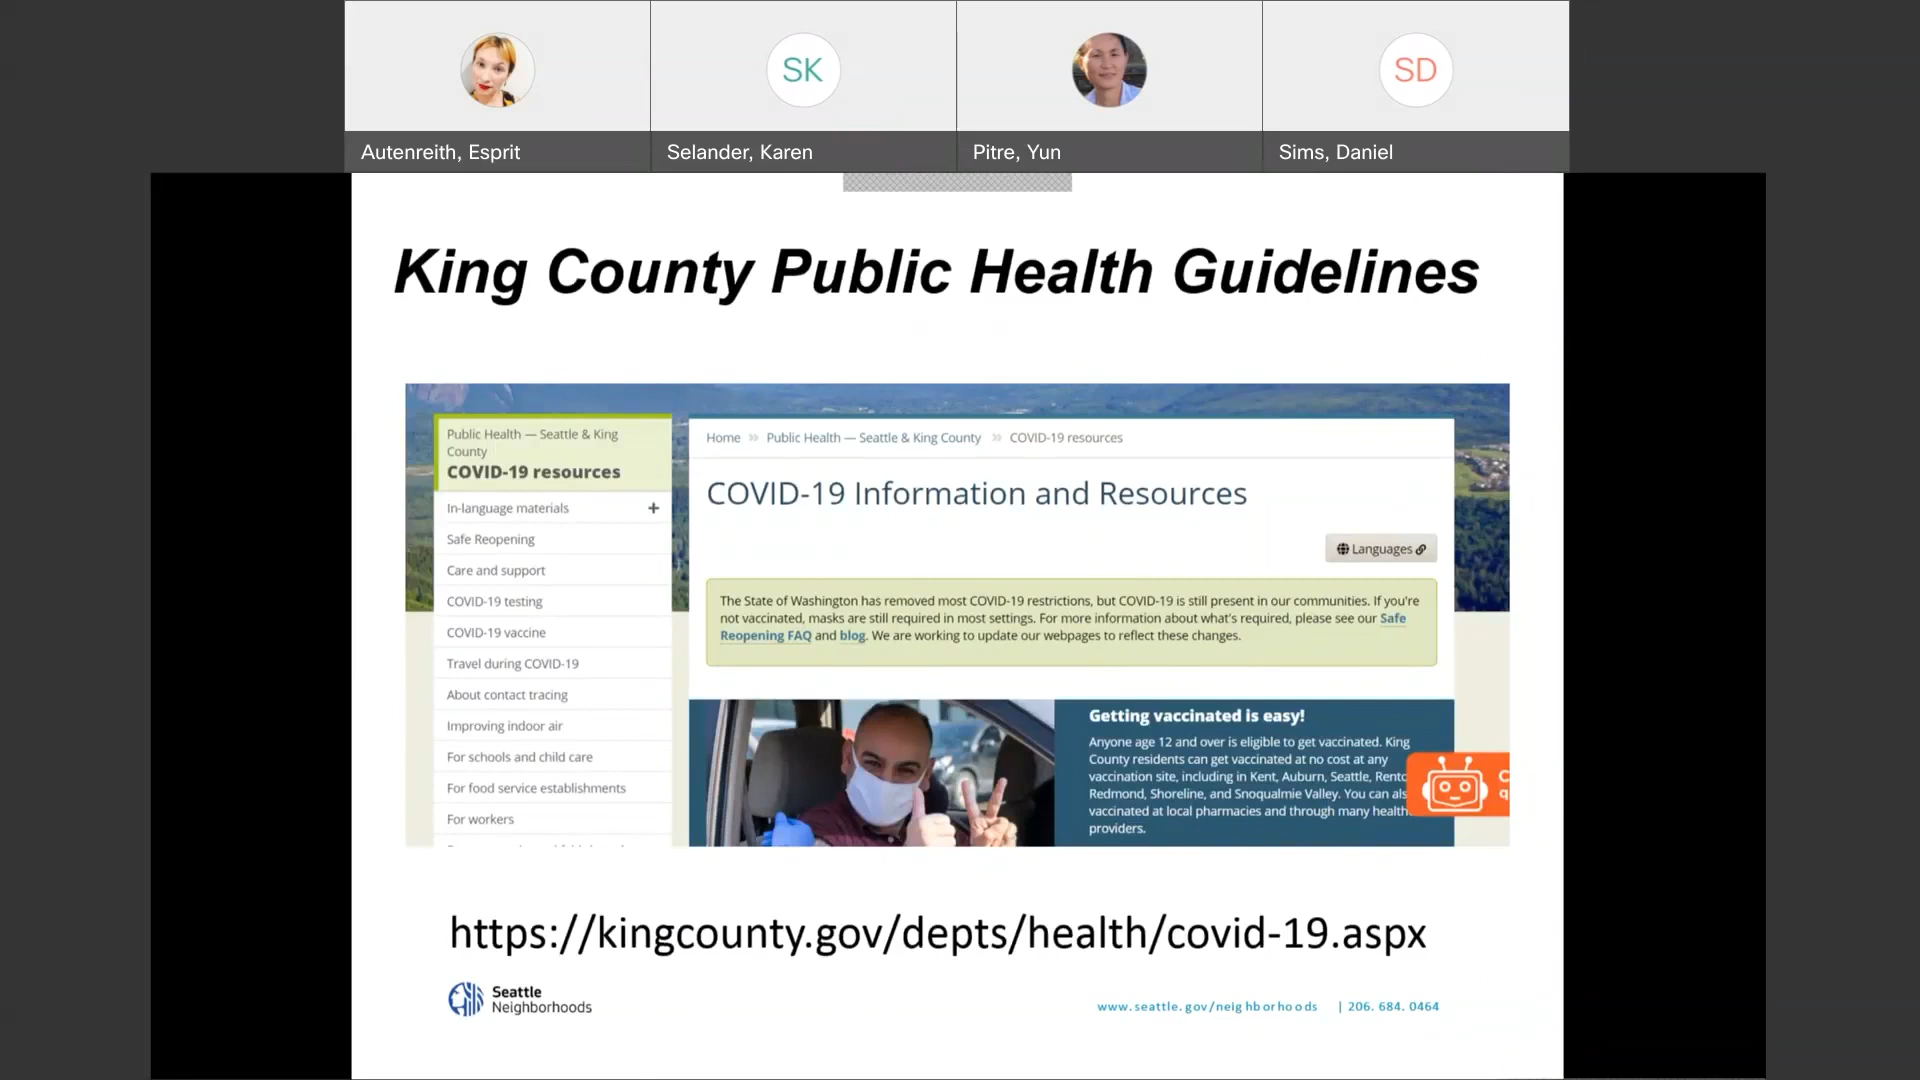 SK
SD
Autenreith, Esprit
Selander, Karen
Pitre, Yun
Sims, Daniel
King County Public Health Guidelines
Public Health — Seattle & King
County
COVID-19 resources
In-language materials +
Safe Reopening
Care and support
COVID-19 testing
COVID-19 vaccine
Travel during COVID-19
About contact tracing
Improving indoor air
For schools and child care
For food service establishments
For workers
Home » Public Health — Seattle & King County » COVID-19 resources
COVID-19 Information and Resources
Languages
The State of Washington has removed most COVID-19 restrictions, but COVID-19 is still present in our communities. If you're
not vaccinated, masks are still required in most settings. For more information about what's required, please see our Safe
Reopening FAQ and blog. We are working to update our webpages to reflect these changes.
Getting vaccinated is easy!
Anyone age 12 and over is eligible to get vaccinated. King
County residents can get vaccinated at no cost at any
vaccination site, including in Kent, Auburn, Seattle, Rento
Redmond, Shoreline, and Snoqualmie Valley. You can als
vaccinated at local pharmacies and through many health
providers.
https://kingcounty.gov/depts/health/covid-19.aspx
Seattle
Neighborhoods
www.seattle.gov/neighborhoods | 206. 684. 0464